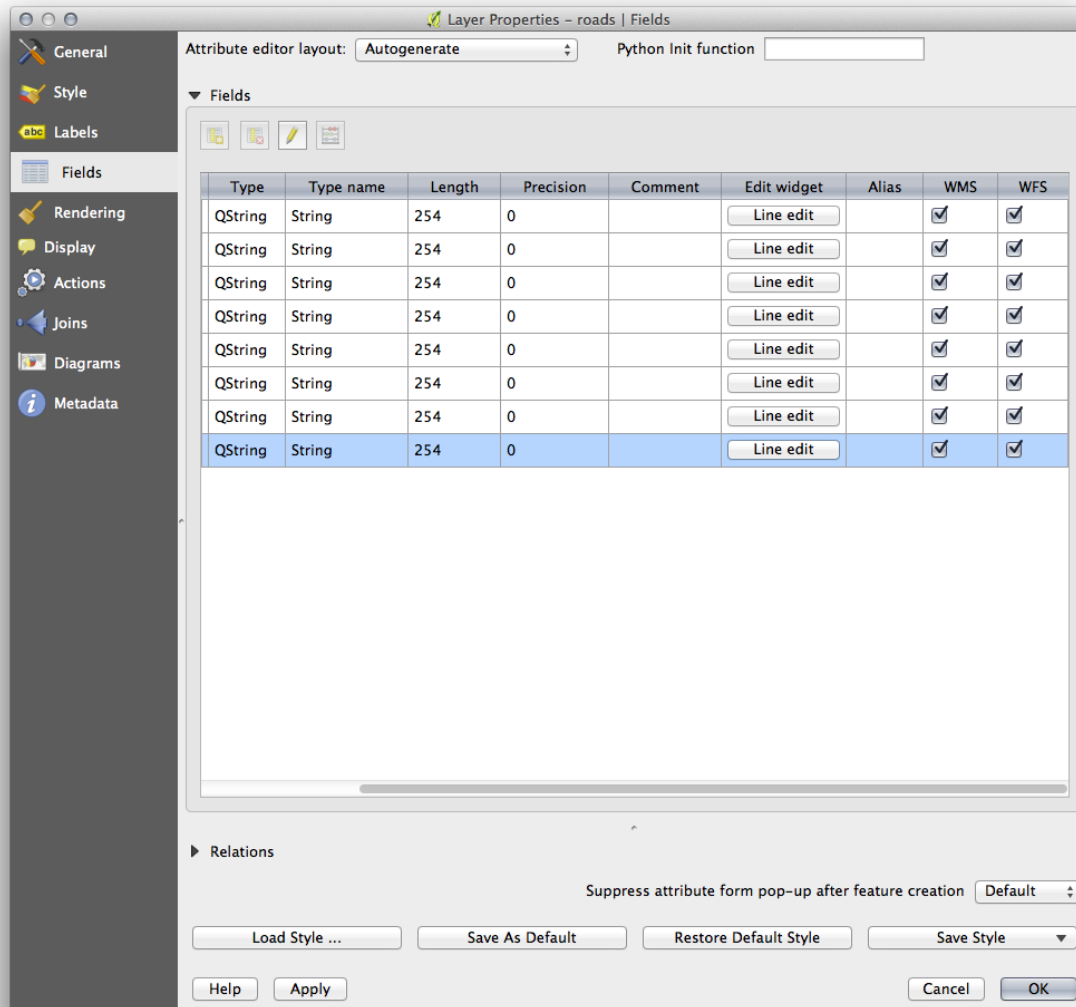 Layer Properties – roads | Fields
General
Style
abc Labels
Fields
Rendering
Display
Actions
Joins
Diagrams
i Metadata
Attribute editor layout: Autogenerate Python Init function
Fields
Type Type name Length Precision Comment Edit widget Alias WMS WFS
QString String 254 0 Line edit
QString String 254 0 Line edit
QString String 254 0 Line edit
QString String 254 0 Line edit
QString String 254 0 Line edit
QString String 254 0 Line edit
QString String 254 0 Line edit
QString String 254 0 Line edit
Relations
Suppress attribute form pop-up after feature creation Default
Load Style ... Save As Default Restore Default Style Save Style
Help Apply Cancel OK